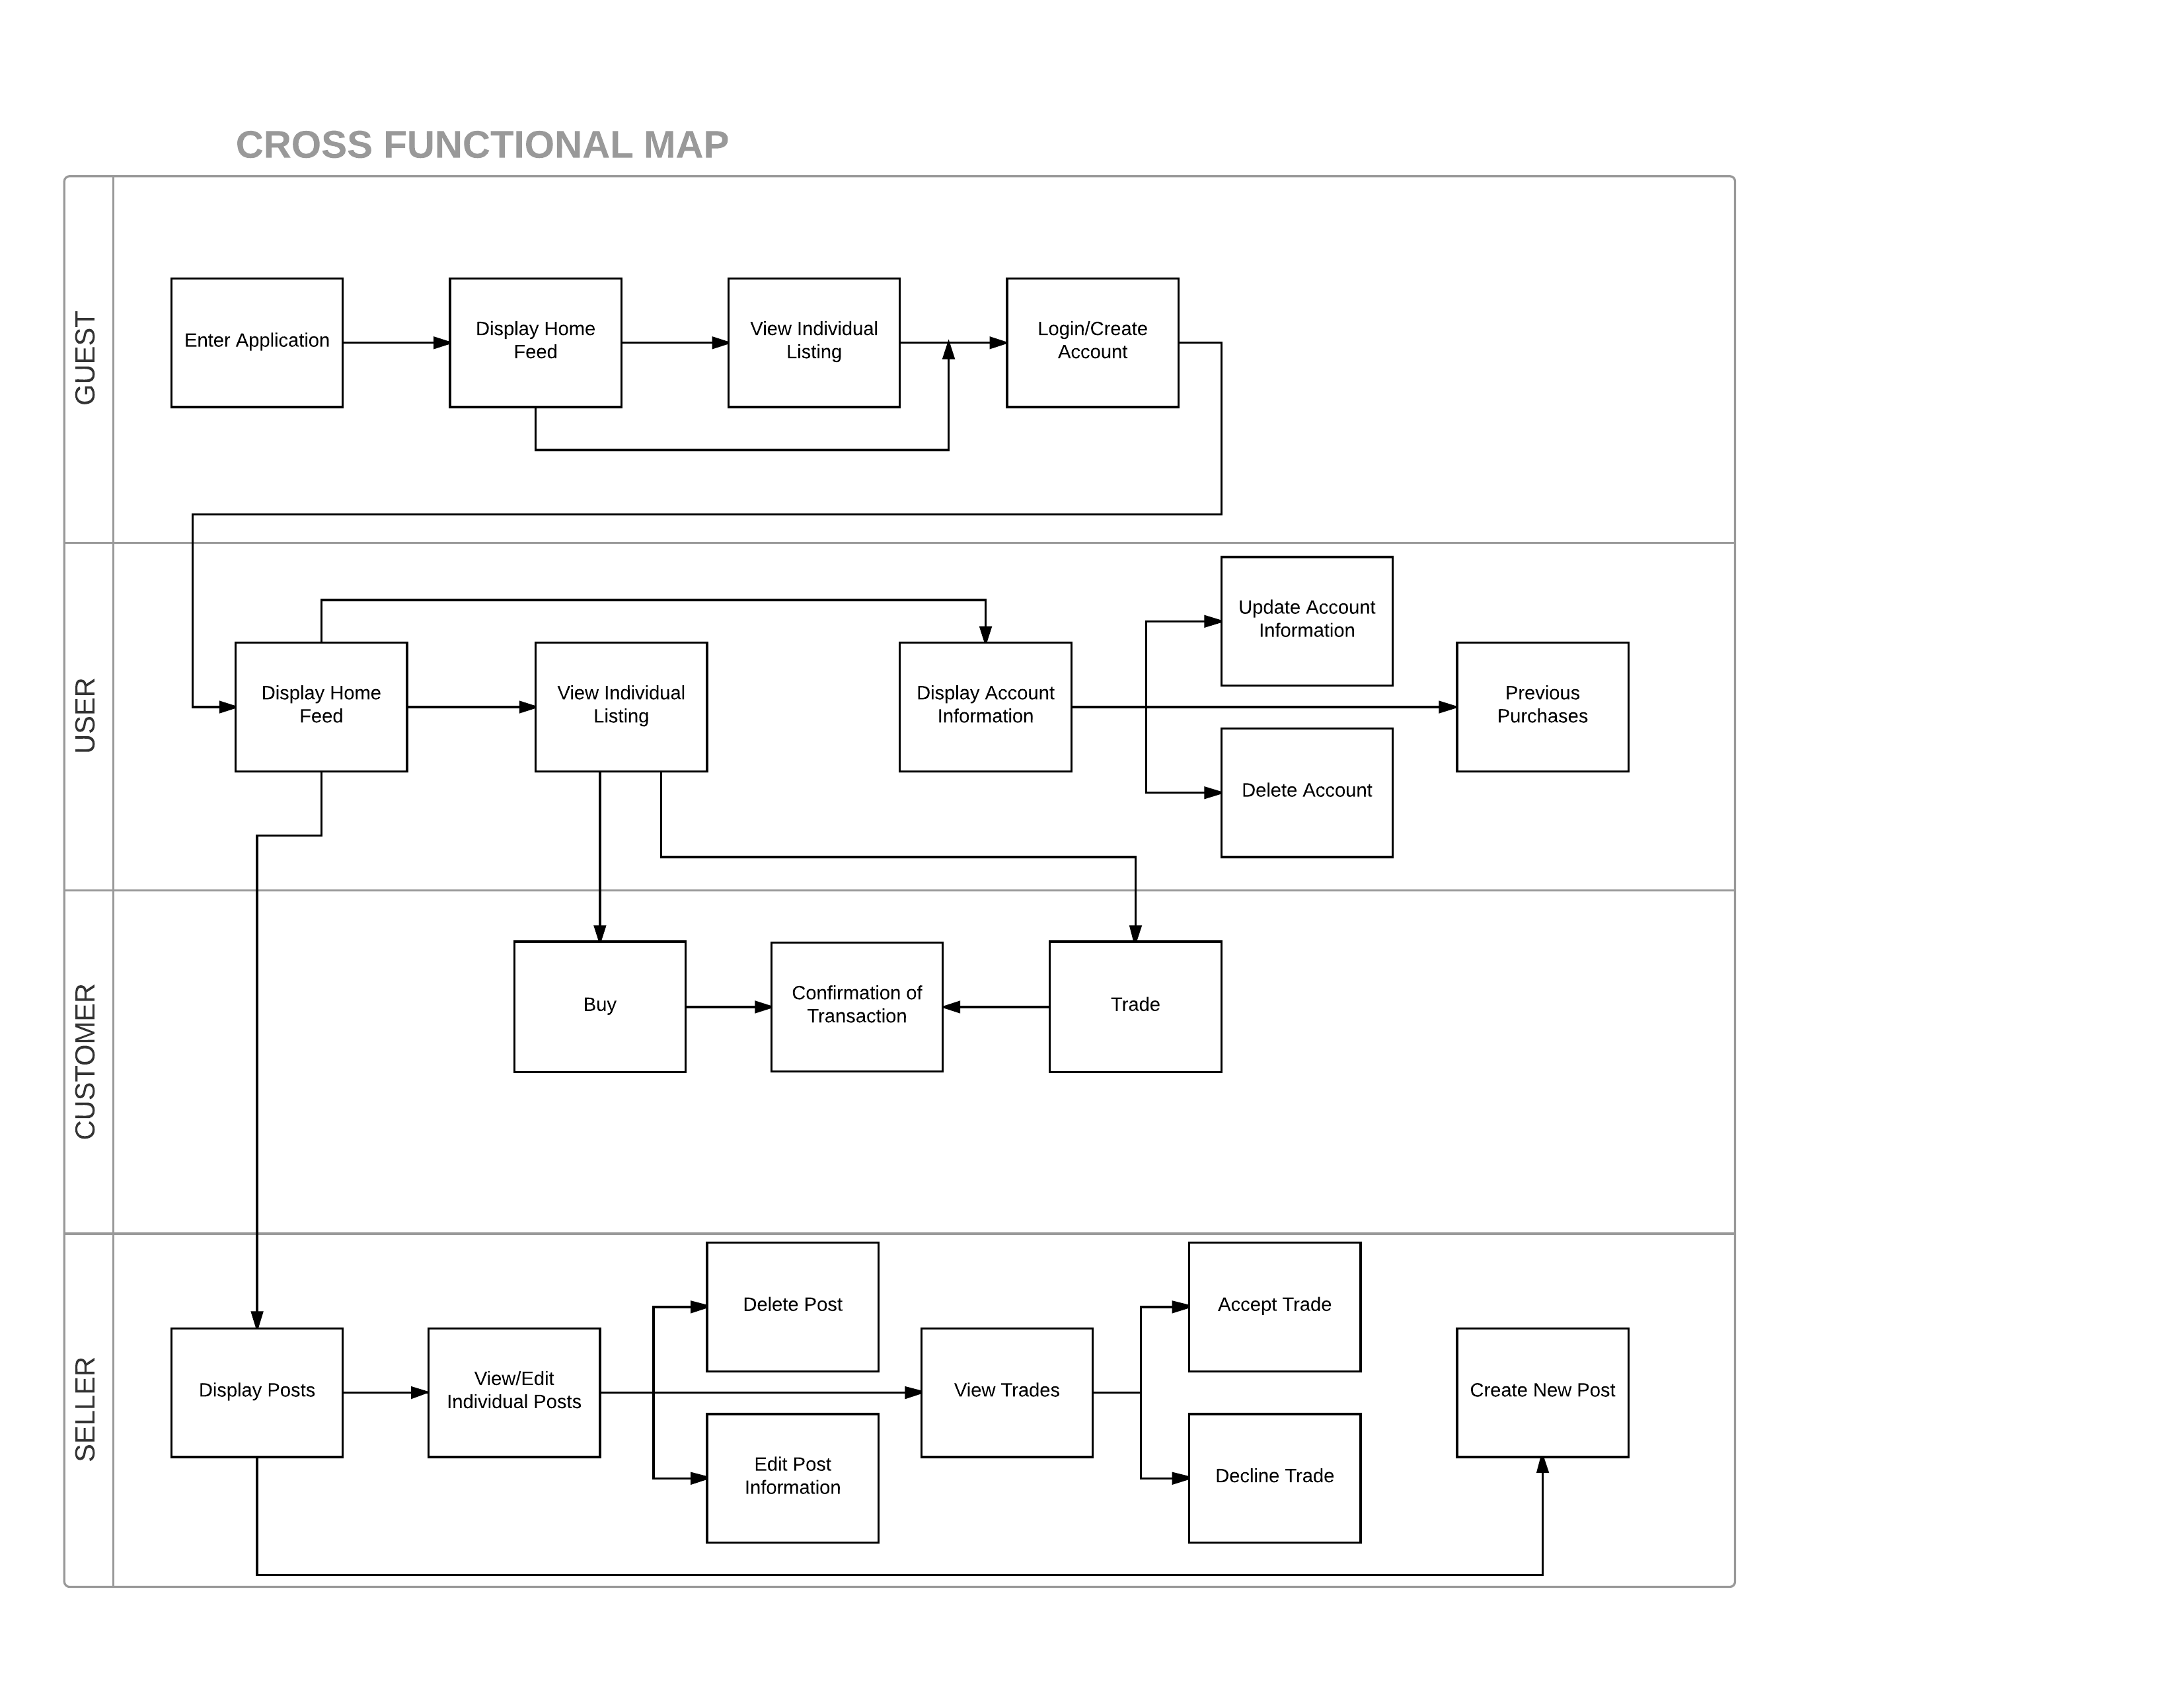 CROSS FUNCTIONAL MAP
GUEST
Enter Application
Display Home
Feed
View Individual
Listing
Login/Create
Account
USER
Display Home
Feed
View Individual
Listing
Display Account
Information
Update Account
Information
Delete Account
Previous
Purchases
CUSTOMER
Buy
Confirmation of
Transaction
Trade
SELLER
Display Posts
View/Edit
Individual Posts
Delete Post
Edit Post
Information
View Trades
Accept Trade
Decline Trade
Create New Post